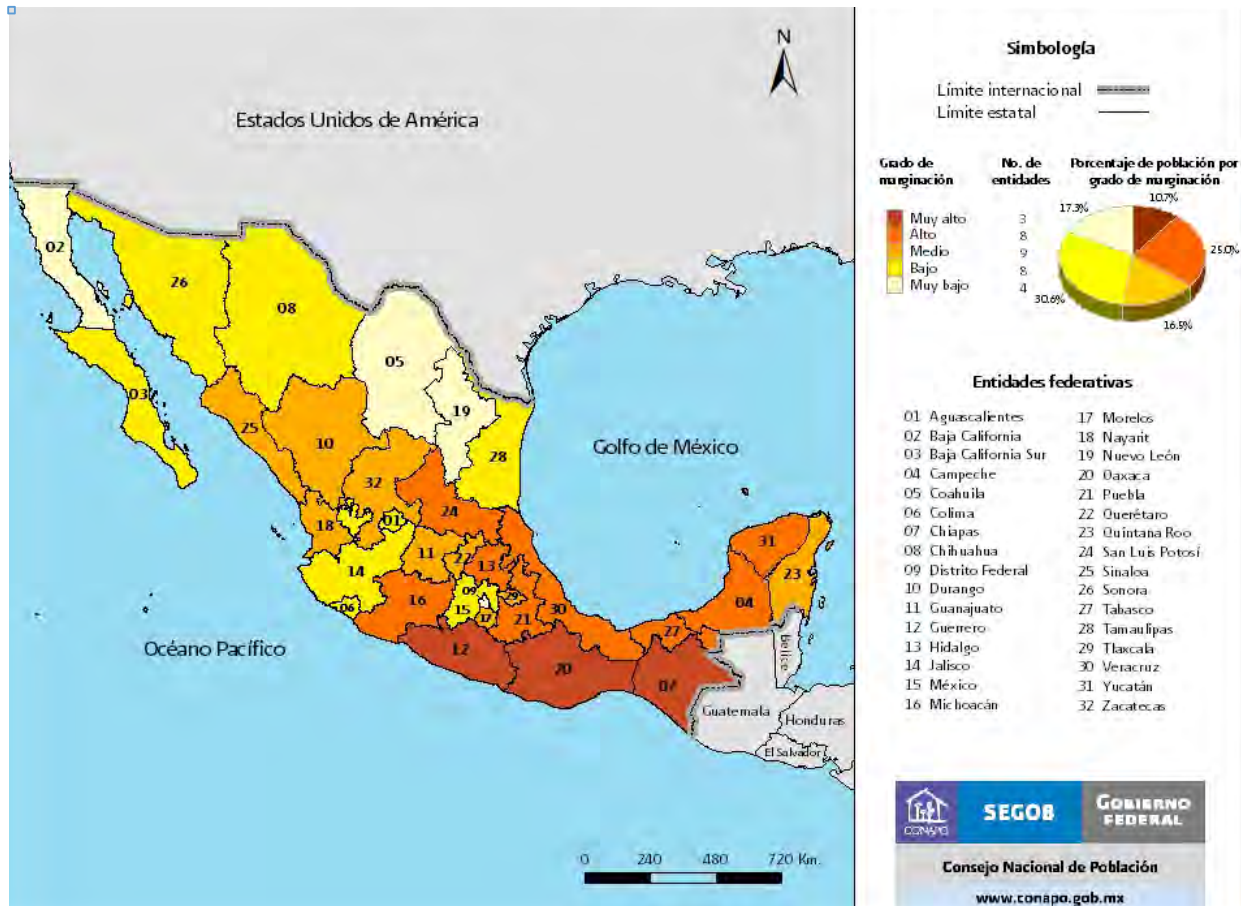 N
Estados Unidos de América
Golfo de México
Océano Pacífico
Guatemala
Belice
Honduras
El Salvador
02
26
08
03
05
19
28
25
10
32
24
18
01
14
11
22
13
06
16
15
09
17
29
21
30
12
20
07
27
04
31
23
0 240 480 720 Km.
Simbología
Límite internacional
Límite estatal
Grado de marginación
No. de entidades
Porcentaje de población por grado de marginación
Muy alto 3
Alto 8
Medio 9
Bajo 8
Muy bajo 4
10.7%
25.0%
16.5%
30.6%
17.3%
Entidades federativas
01 Aguascalientes
02 Baja California
03 Baja California Sur
04 Campeche
05 Coahuila
06 Colima
07 Chiapas
08 Chihuahua
09 Distrito Federal
10 Durango
11 Guanajuato
12 Guerrero
13 Hidalgo
14 Jalisco
15 México
16 Michoacán
17 Morelos
18 Nayarit
19 Nuevo León
20 Oaxaca
21 Puebla
22 Querétaro
23 Quintana Roo
24 San Luis Potosí
25 Sinaloa
26 Sonora
27 Tabasco
28 Tamaulipas
29 Tlaxcala
30 Veracruz
31 Yucatán
32 Zacatecas
CONAPO
SEGOB
GOBIERNO FEDERAL
Consejo Nacional de Población
www.conapo.gob.mx